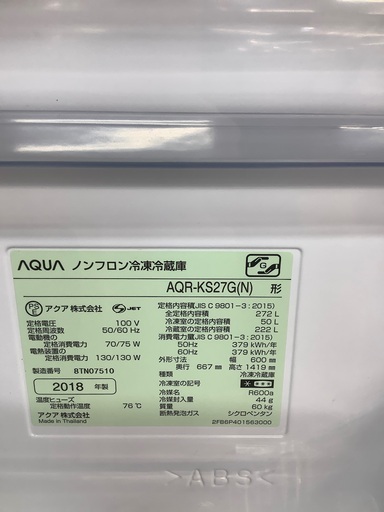 AQUA ノンフロン冷凍冷蔵庫
AQR-KS27G(N) 形
PS E アクア株式会社 S JET
定格電圧 100 V
定格周波数 50/60 Hz
電動機の
定格消費電力 70/75 W
電熱装置の
定格消費電力 130/130 W
製造番号 8TN07510
2018 年製
温度ヒューズ
定格動作温度 76℃
アクア株式会社
Made in Thailand
定格内容積(JIS C 9801-3:2015)
全定格内容積 272 L
冷凍室の定格内容積 50 L
冷蔵室の定格内容積 222 L
消費電力量(JIS C 9801-3:2015)
50Hz 379 kWh/年
60Hz 379 kWh/年
外形寸法 幅 = 600 mm
奥行 = 667 mm 高さ = 1419 mm
種類 冷凍冷蔵庫
冷凍室の記号
冷媒 R600a
冷媒封入量 44 g
質量 60 kg
断熱発泡ガス シクロペンタン
2FB6P401563000
>ABS<